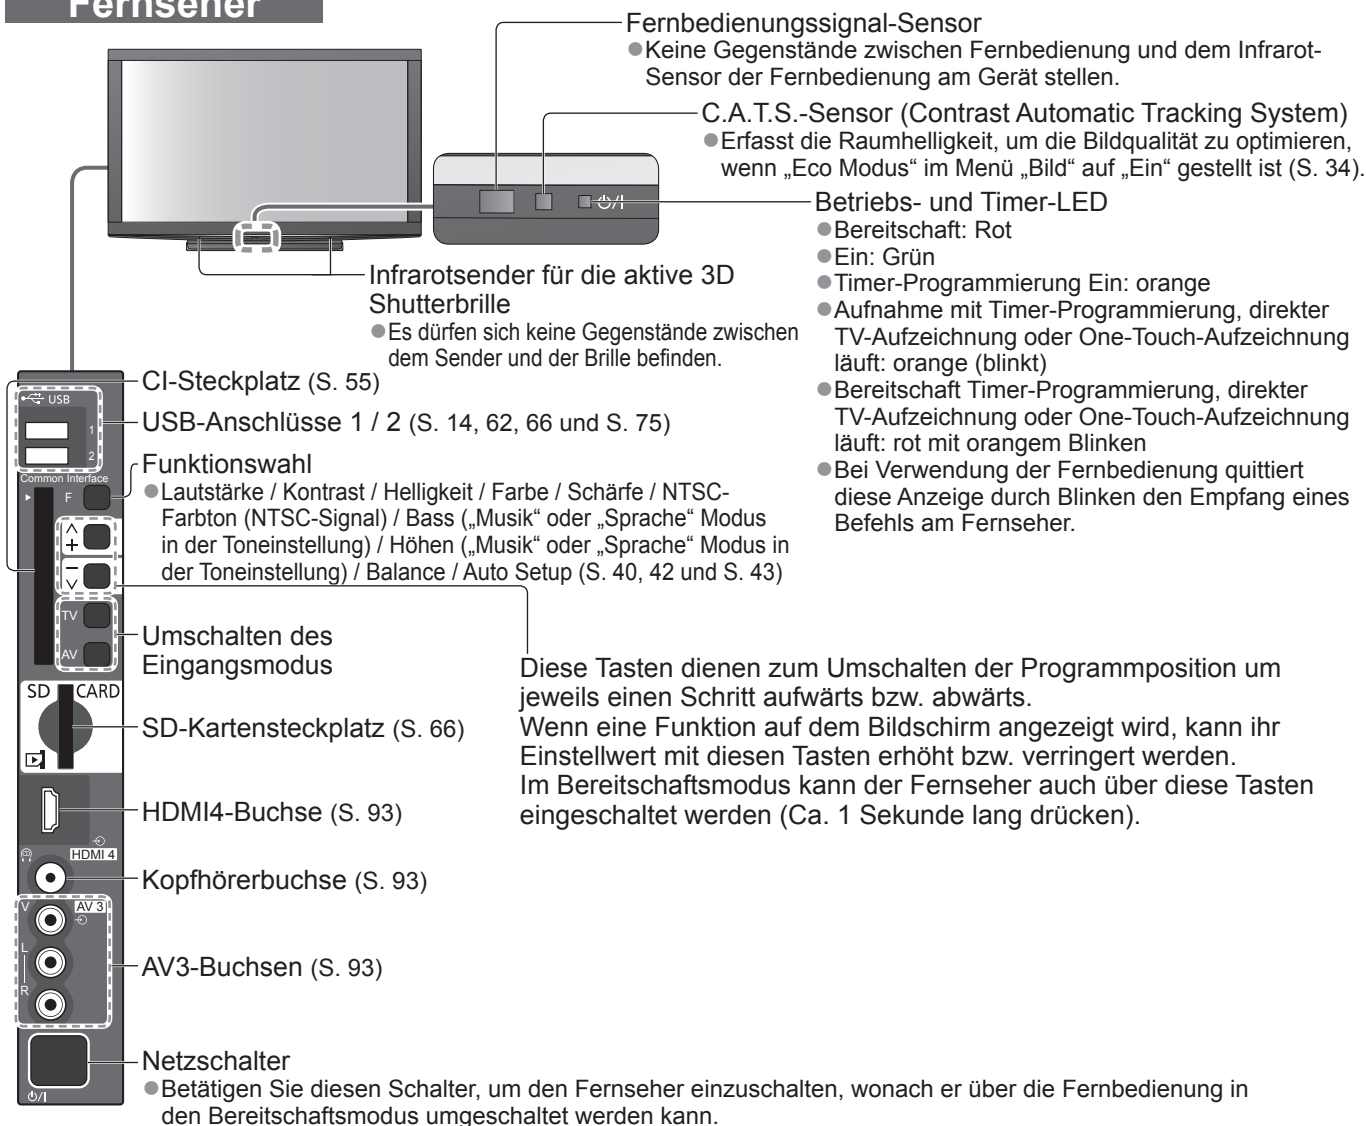 Fernseher
Fernbedienungssignal-Sensor
●Keine Gegenstände zwischen Fernbedienung und dem Infrarot-
Sensor der Fernbedienung am Gerät stellen.
C.A.T.S.-Sensor (Contrast Automatic Tracking System)
●Erfasst die Raumhelligkeit, um die Bildqualität zu optimieren,
wenn „Eco Modus“ im Menü „Bild“ auf „Ein“ gestellt ist (S. 34).
Betriebs- und Timer-LED
●Bereitschaft: Rot
●Ein: Grün
●Timer-Programmierung Ein: orange
●Aufnahme mit Timer-Programmierung, direkter
TV-Aufzeichnung oder One-Touch-Aufzeichnung
läuft: orange (blinkt)
●Bereitschaft Timer-Programmierung, direkter
TV-Aufzeichnung oder One-Touch-Aufzeichnung
läuft: rot mit orangem Blinken
●Bei Verwendung der Fernbedienung quittiert
diese Anzeige durch Blinken den Empfang eines
Befehls am Fernseher.
Infrarotsender für die aktive 3D
Shutterbrille
●Es dürfen sich keine Gegenstände zwischen
dem Sender und der Brille befinden.
CI-Steckplatz (S. 55)
USB
1
2
USB-Anschlüsse 1 / 2 (S. 14, 62, 66 und S. 75)
Common Interface
F
Funktionswahl
●Lautstärke / Kontrast / Helligkeit / Farbe / Schärfe / NTSC-
Farbton (NTSC-Signal) / Bass („Musik“ oder „Sprache“ Modus
in der Toneinstellung) / Höhen („Musik“ oder „Sprache“ Modus in
der Toneinstellung) / Balance / Auto Setup (S. 40, 42 und S. 43)
TV
AV
Umschalten des
Eingangsmodus
Diese Tasten dienen zum Umschalten der Programmposition um
jeweils einen Schritt aufwärts bzw. abwärts.
Wenn eine Funktion auf dem Bildschirm angezeigt wird, kann ihr
Einstellwert mit diesen Tasten erhöht bzw. verringert werden.
Im Bereitschaftsmodus kann der Fernseher auch über diese Tasten
eingeschaltet werden (Ca. 1 Sekunde lang drücken).
SD CARD
SD-Kartensteckplatz (S. 66)
HDMI4-Buchse (S. 93)
HDMI 4
Kopfhörerbuchse (S. 93)
V
AV 3
L
R
AV3-Buchsen (S. 93)
Netzschalter
●Betätigen Sie diesen Schalter, um den Fernseher einzuschalten, wonach er über die Fernbedienung in
den Bereitschaftsmodus umgeschaltet werden kann.